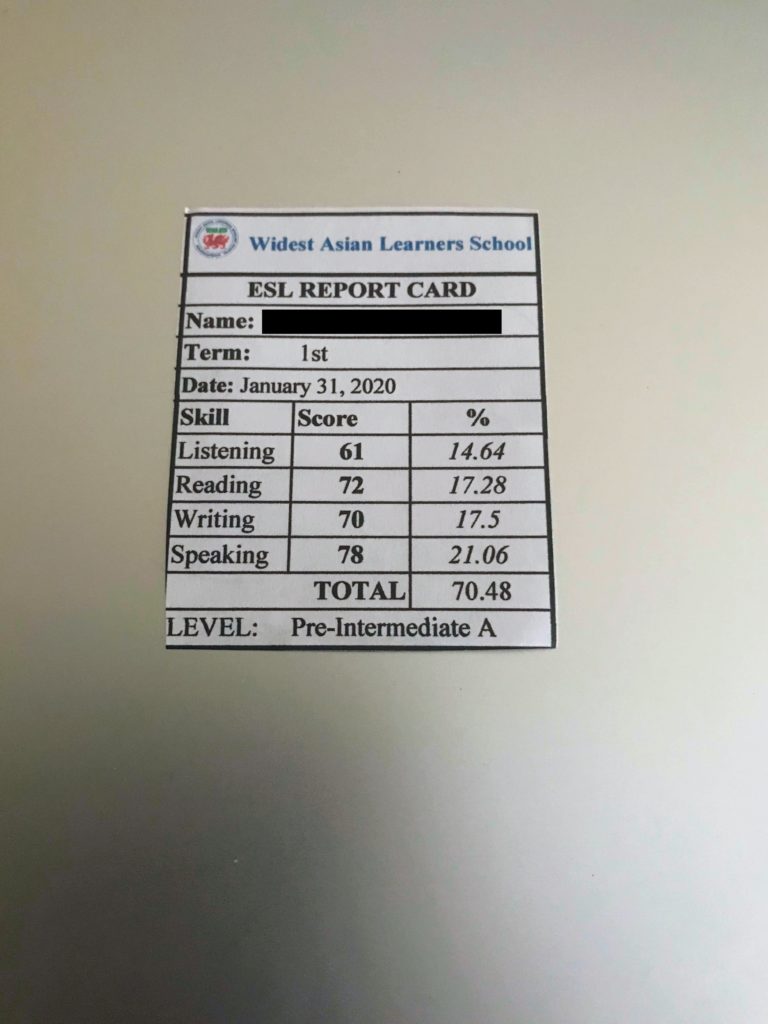 Widest Asian Learners School
ESL REPORT CARD
Name:
Term: 1st
Date: January 31, 2020
Skill Score %
Listening 61 14.64
Reading 72 17.28
Writing 70 17.5
Speaking 78 21.06
TOTAL 70.48
LEVEL: Pre-Intermediate A